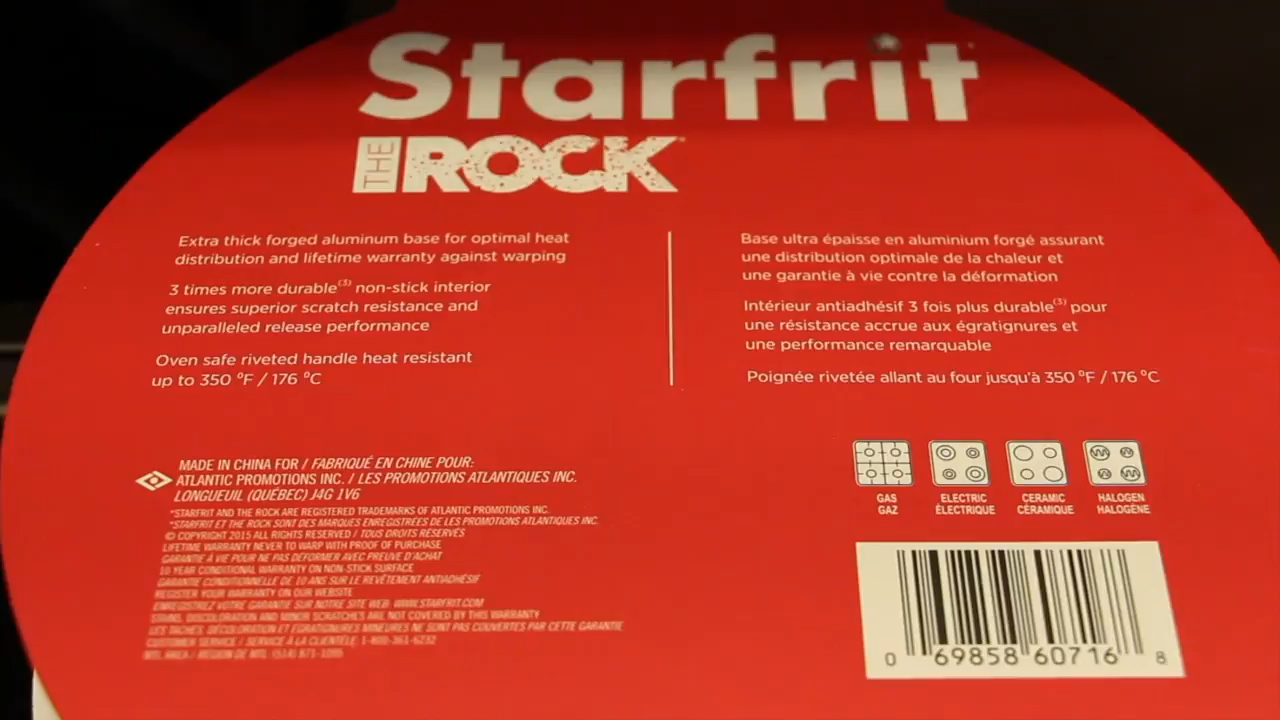 Starfrit
THE ROCK
Extra thick forged aluminum base for optimal heat
distribution and lifetime warranty against warping
3 times more durable(3) non-stick interior
ensures superior scratch resistance and
unparalleled release performance
Oven safe riveted handle heat resistant
up to 350 °F / 176 °C
Base ultra épaisse en aluminium forgé assurant
une distribution optimale de la chaleur et
une garantie à vie contre la déformation
Intérieur antiadhésif 3 fois plus durable(3) pour
une résistance accrue aux égratignures et
une performance remarquable
Poignée rivetée allant au four jusqu'à 350 °F / 176 °C
MADE IN CHINA FOR / FABRIQUÉ EN CHINE POUR:
ATLANTIC PROMOTIONS INC. / LES PROMOTIONS ATLANTIQUES INC.
LONGUEUIL (QUÉBEC) J4G 1V6
*STARFRIT AND THE ROCK ARE REGISTERED TRADEMARKS OF ATLANTIC PROMOTIONS INC.
*STARFRIT ET THE ROCK SONT DES MARQUES ENREGISTRÉES DE LES PROMOTIONS ATLANTIQUES INC.
© COPYRIGHT 2015 ALL RIGHTS RESERVED / TOUS DROITS RÉSERVÉS
LIFETIME WARRANTY NEVER TO WARP WITH PROOF OF PURCHASE
GARANTIE À VIE POUR NE PAS DÉFORMER AVEC PREUVE D'ACHAT
10 YEAR CONDITIONAL WARRANTY ON NON-STICK SURFACE
GARANTIE CONDITIONNELLE DE 10 ANS SUR LE REVÊTEMENT ANTIADHÉSIF
REGISTER YOUR WARRANTY ON OUR WEBSITE
ENREGISTREZ VOTRE GARANTIE SUR NOTRE SITE WEB WWW.STARFRIT.COM
STAINS, DISCOLORATION AND MINOR SCRATCHES ARE NOT COVERED BY THIS WARRANTY
LES TACHES, DÉCOLORATION ET ÉGRATIGNURES MINEURES NE SONT PAS COUVERTES PAR CETTE GARANTIE
CUSTOMER SERVICE / SERVICE À LA CLIENTÈLE 1-800-361-6232
MTL AREA / RÉGION DE MTL (514) 871-1095
GAS
GAZ
ELECTRIC
ÉLECTRIQUE
CERAMIC
CÉRAMIQUE
HALOGEN
HALOGÈNE
0 69858 60716 8